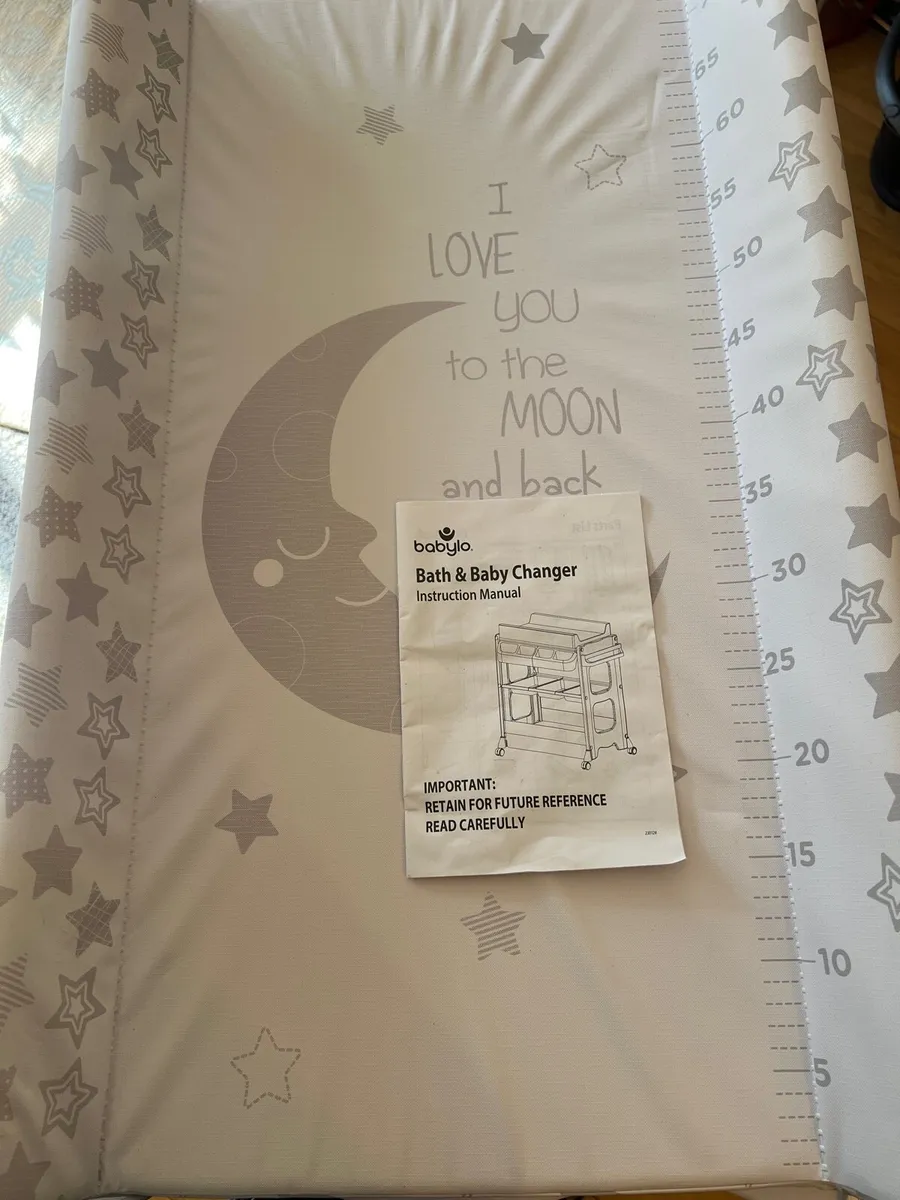 I
LOVE
you
to the
MOON
and back
babylo.
Bath & Baby Changer
Instruction Manual
IMPORTANT:
RETAIN FOR FUTURE REFERENCE
READ CAREFULLY
65
60
55
50
45
40
35
30
25
20
15
10
5